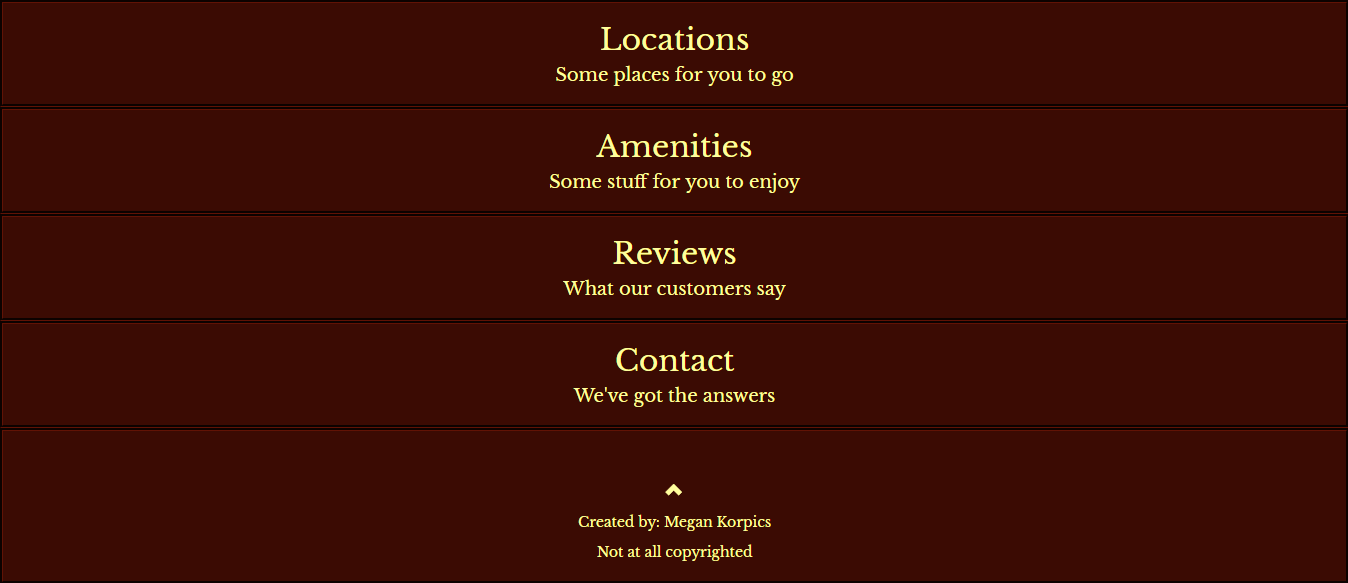 Locations
Some places for you to go
Amenities
Some stuff for you to enjoy
Reviews
What our customers say
Contact
We've got the answers
Created by: Megan Korpics
Not at all copyrighted